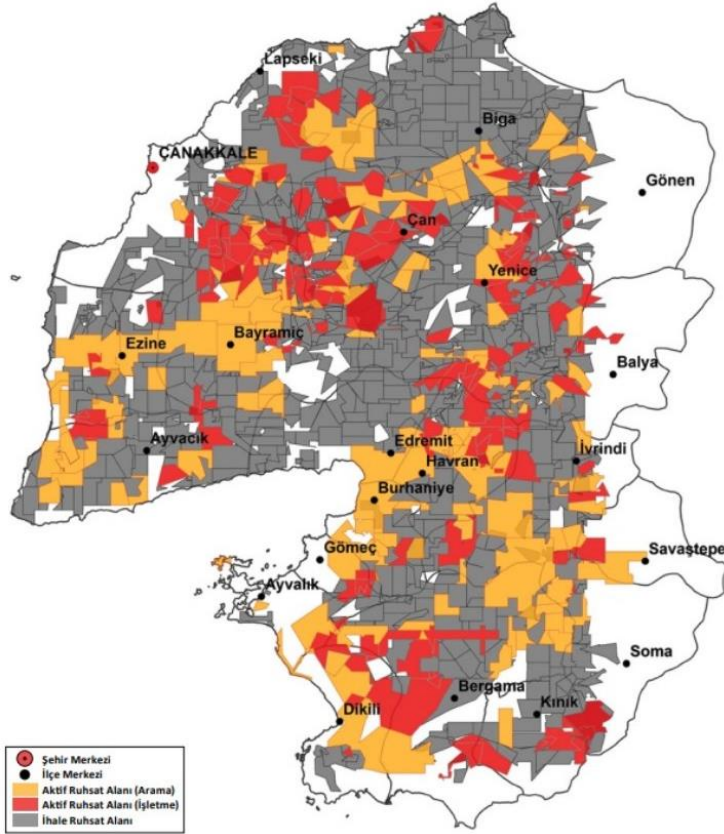 Lapseki
Biga
ÇANAKKALE
Gönen
Çan
Yenice
Bayramiç
Ezine
Balya
Ayvacık
Edremit
İvrindi
Havran
Burhaniye
Gömeç
Savaştepe
Ayvalık
Soma
Bergama
Kınık
Dikili
Şehir Merkezi
İlçe Merkezi
Aktif Ruhsat Alanı (Arama)
Aktif Ruhsat Alanı (İşletme)
İhale Ruhsat Alanı